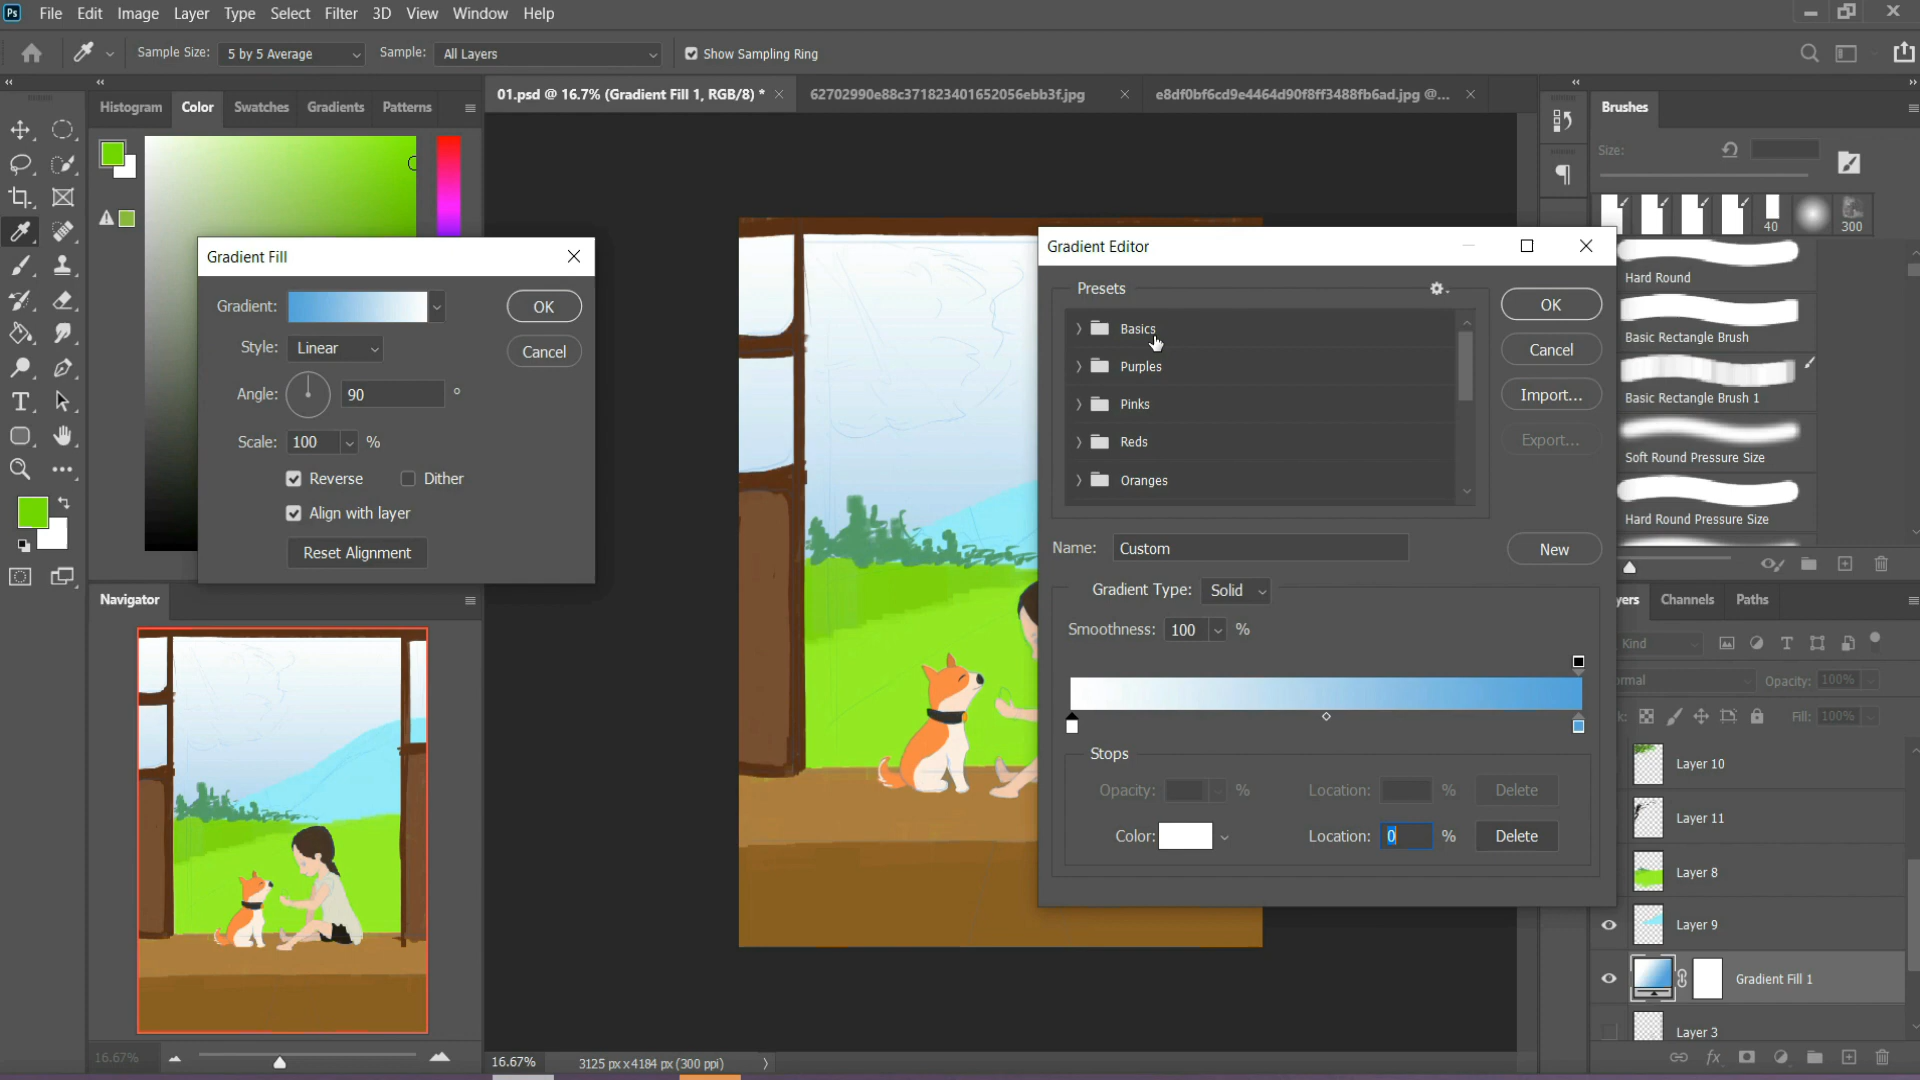 Ps File Edit Image Layer Type Select Filter 3D View Window Help
Sample Size: 5 by 5 Average Sample: All Layers Show Sampling Ring
Histogram Color Swatches Gradients Patterns
01.psd @ 16.7% (Gradient Fill 1, RGB/8) * 62702990e88c371823401652056ebb3f.jpg e8df0bf6cd9e4464d90f8ff3488fb6ad.jpg @...
Brushes
Size:
40 300
Hard Round
Basic Rectangle Brush
Basic Rectangle Brush 1
Soft Round Pressure Size
Hard Round Pressure Size
Gradient Fill
Gradient: OK
Style: Linear Cancel
Angle: 90 °
Scale: 100 %
Reverse Dither
Align with layer
Reset Alignment
Gradient Editor
Presets
Basics
Purples
Pinks
Reds
Oranges
OK
Cancel
Import...
Export...
Name: Custom New
Gradient Type: Solid
Smoothness: 100 %
Stops
Opacity: % Location: % Delete
Color: Location: 0 % Delete
Navigator
16.67%
16.67% 3125 px x 4184 px (300 ppi)
yers Channels Paths
Kind
rmal Opacity: 100%
k: Fill: 100%
Layer 10
Layer 11
Layer 8
Layer 9
Gradient Fill 1
Layer 3
fx